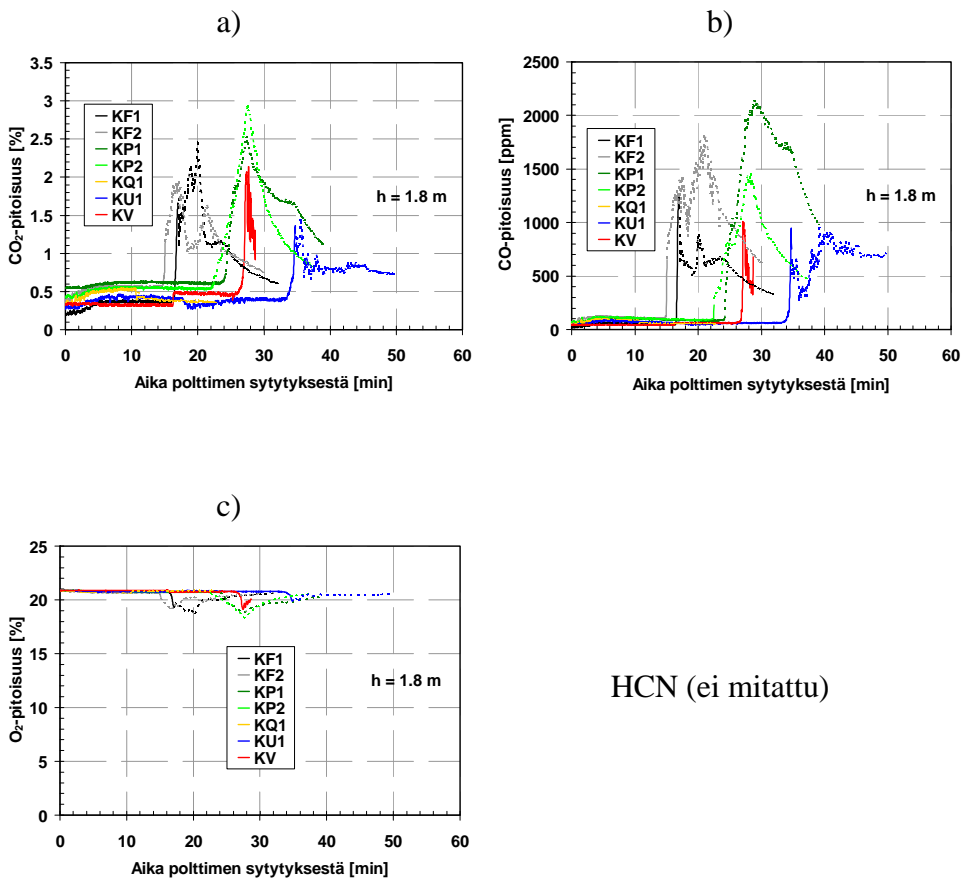 a)
CO₂-pitoisuus [%]
3.5
3
2.5
2
1.5
1
0.5
0
KF1
KF2
KP1
KP2
KQ1
KU1
KV
h = 1.8 m
0 10 20 30 40 50 60
Aika polttimen sytytyksestä [min]
b)
CO-pitoisuus [ppm]
2500
2000
1500
1000
500
0
KF1
KF2
KP1
KP2
KQ1
KU1
KV
h = 1.8 m
0 10 20 30 40 50 60
Aika polttimen sytytyksestä [min]
c)
O₂-pitoisuus [%]
25
20
15
10
5
0
KF1
KF2
KP1
KP2
KQ1
KU1
KV
h = 1.8 m
0 10 20 30 40 50 60
Aika polttimen sytytyksestä [min]
HCN (ei mitattu)